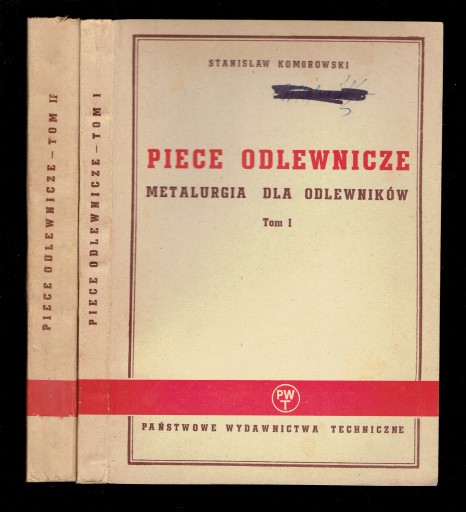 PIECE ODLEWNICZE — TOM II
PIECE ODLEWNICZE — TOM I
STANISŁAW KOMOROWSKI
PIECE ODLEWNICZE
METALURGIA DLA ODLEWNIKÓW
Tom I
PWT
PAŃSTWOWE WYDAWNICTWA TECHNICZNE